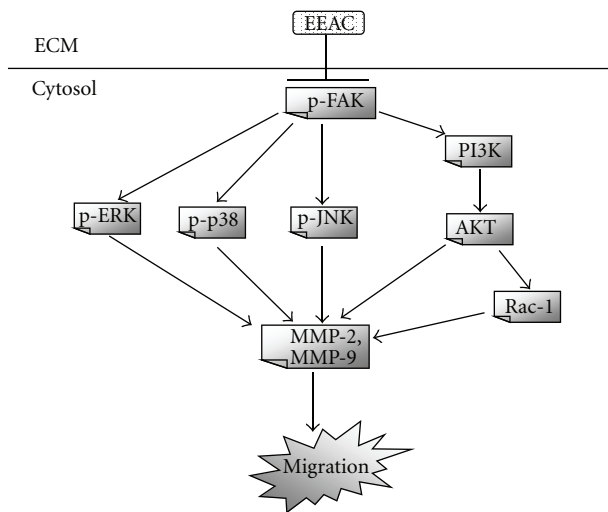 EEAC
ECM
Cytosol
p-FAK
PI3K
p-ERK
p-p38
p-JNK
AKT
Rac-1
MMP-2,
MMP-9
Migration